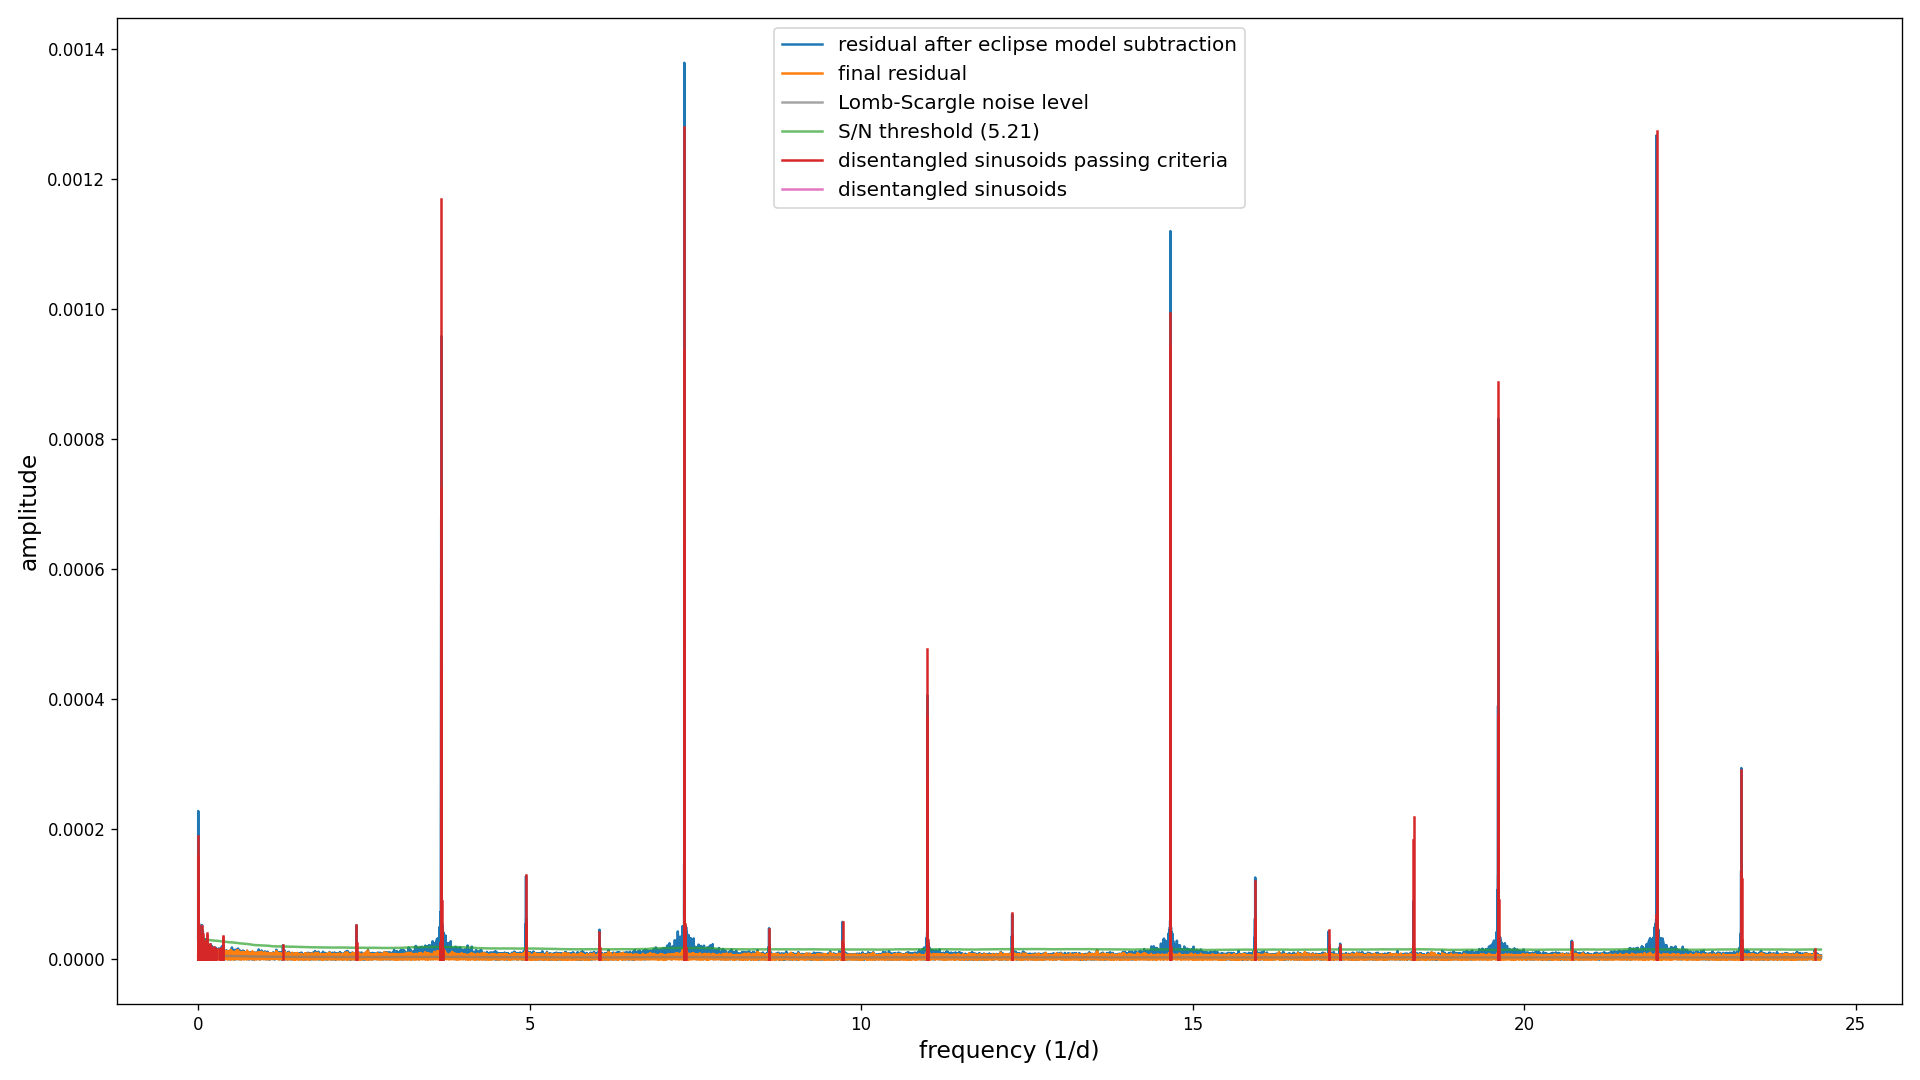 residual after eclipse model subtraction
final residual
Lomb-Scargle noise level
S/N threshold (5.21)
disentangled sinusoids passing criteria
disentangled sinusoids
amplitude
0.0014
0.0012
0.0010
0.0008
0.0006
0.0004
0.0002
0.0000
0 5 10 15 20 25
frequency (1/d)